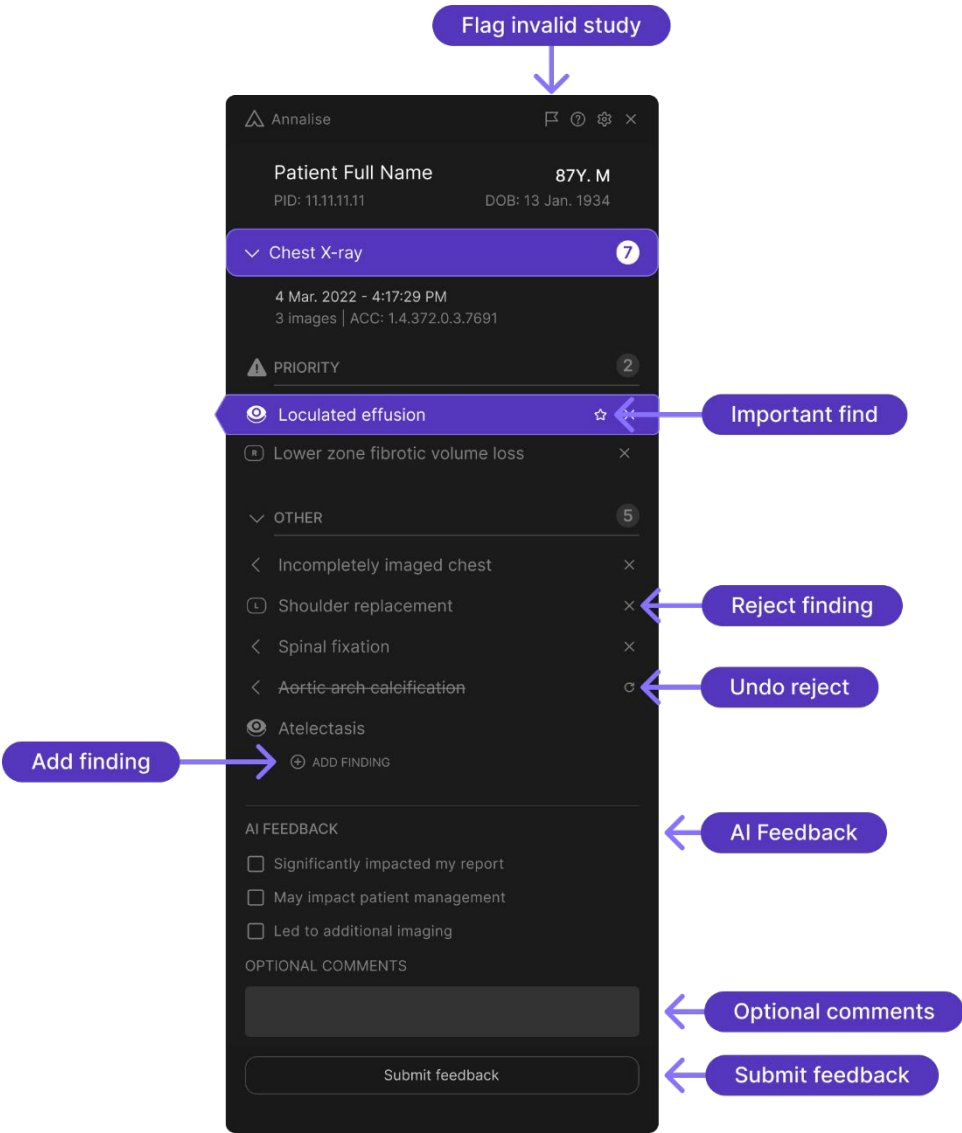 Flag invalid study
Annalise
Patient Full Name 87Y. M
PID: 11.11.11.11 DOB: 13 Jan. 1934
Chest X-ray 7
4 Mar. 2022 - 4:17:29 PM
3 images | ACC: 1.4.372.0.3.7691
PRIORITY 2
Loculated effusion
Important find
R Lower zone fibrotic volume loss
OTHER 5
Incompletely imaged chest
L Shoulder replacement
Reject finding
Spinal fixation
Aortic arch calcification
Undo reject
Atelectasis
Add finding
ADD FINDING
AI FEEDBACK
AI Feedback
Significantly impacted my report
May impact patient management
Led to additional imaging
OPTIONAL COMMENTS
Optional comments
Submit feedback
Submit feedback